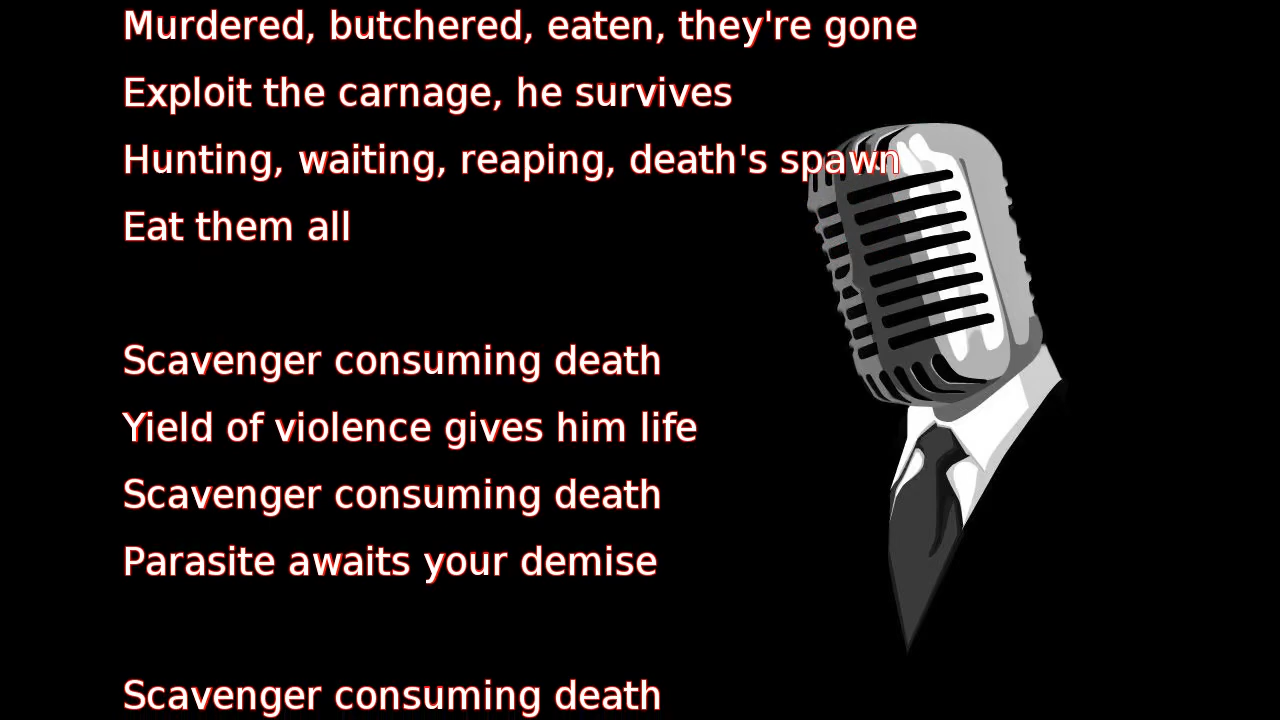 Murdered, butchered, eaten, they're gone
Exploit the carnage, he survives
Hunting, waiting, reaping, death's spawn
Eat them all
Scavenger consuming death
Yield of violence gives him life
Scavenger consuming death
Parasite awaits your demise
Scavenger consuming death